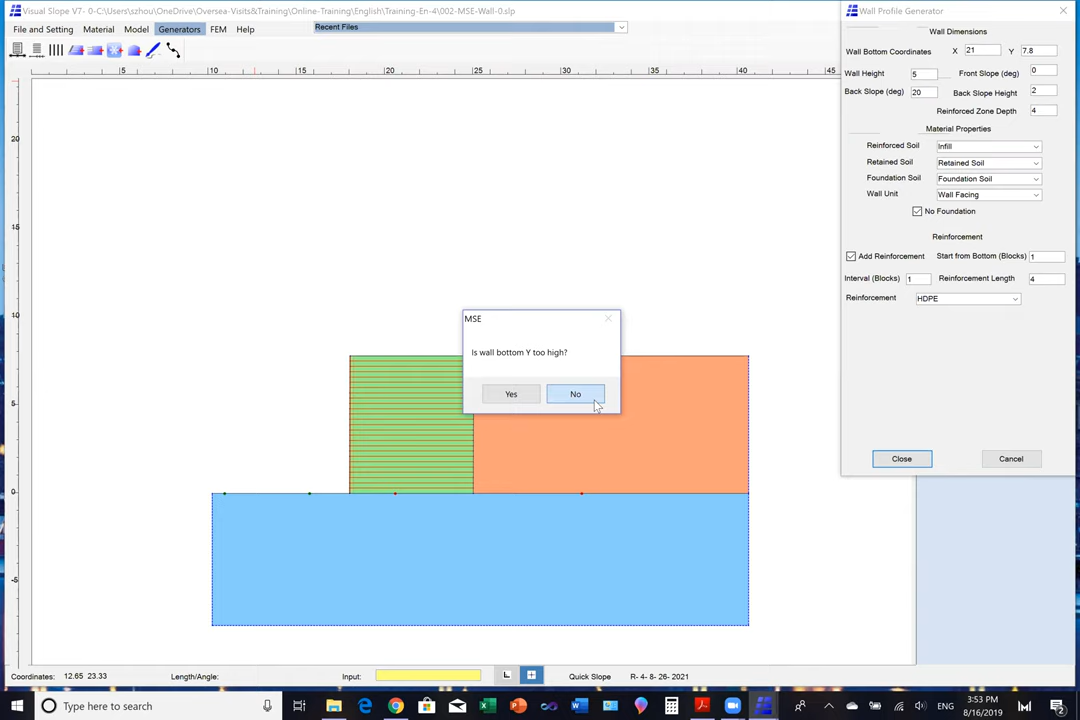 Visual Slope V7- 0-C:\Users\szhou\OneDrive\Oversea-Visits&Training\Online-Training\English\Training-En-4\002-MSE-Wall-0.slp
File and Setting Material Model Generators FEM Help Recent Files
5 10 15 20 25 30 35 40 45
20
15
10
5
0
-5
Wall Profile Generator
Wall Dimensions
Wall Bottom Coordinates X 21 Y 7.8
Wall Height 5 Front Slope (deg) 0
Back Slope (deg) 20 Back Slope Height 2
Reinforced Zone Depth 4
Material Properties
Reinforced Soil Infill
Retained Soil Retained Soil
Foundation Soil Foundation Soil
Wall Unit Wall Facing
No Foundation
Reinforcement
Add Reinforcement Start from Bottom (Blocks) 1
Interval (Blocks) 1 Reinforcement Length 4
Reinforcement HDPE
Close Cancel
MSE
Is wall bottom Y too high?
Yes No
Coordinates: 12.65 23.33 Length/Angle: Input: Quick Slope R- 4- 8- 26- 2021
Type here to search
ENG
3:53 PM
8/16/2019
2